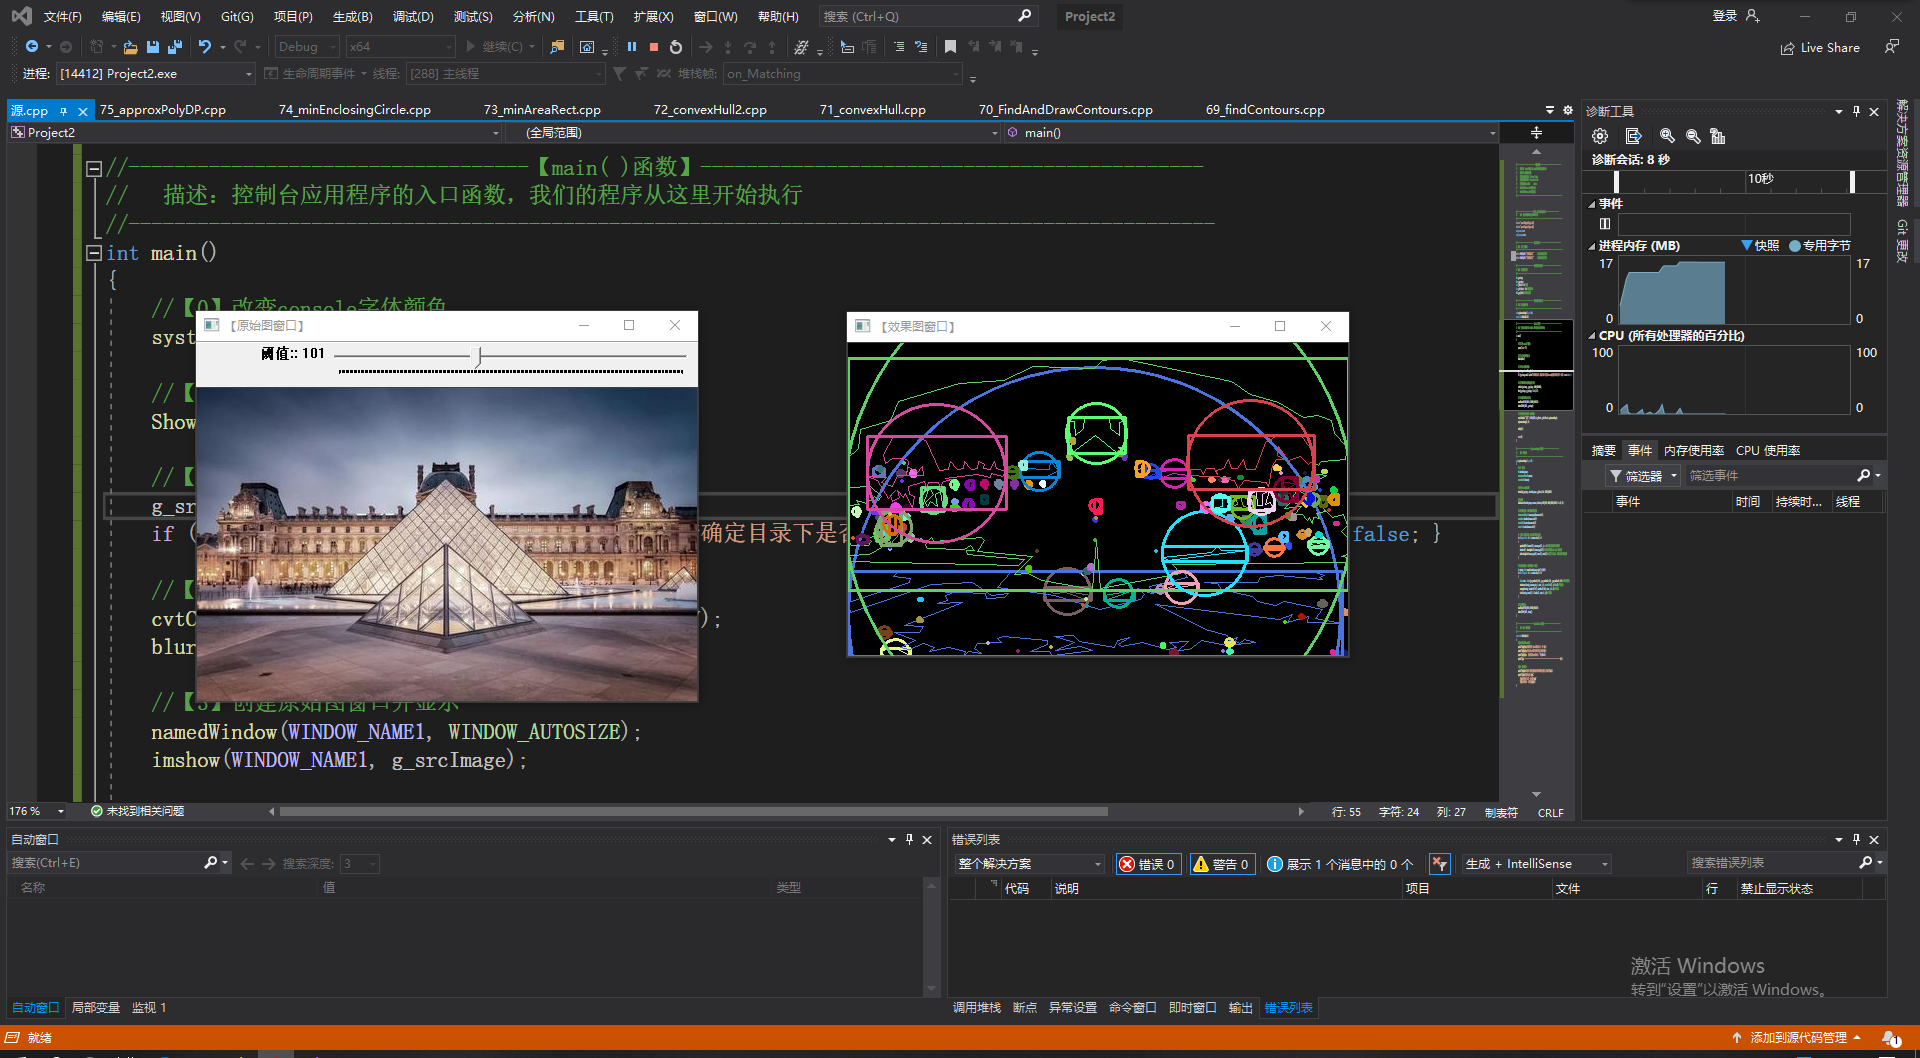 文件(F) 编辑(E) 视图(V) Git(G) 项目(P) 生成(B) 调试(D) 测试(S) 分析(N) 工具(T) 扩展(X) 窗口(W) 帮助(H) 搜索 (Ctrl+Q) Project2 登录
Debug x64 继续(C) Live Share
进程: [14412] Project2.exe 生命周期事件 线程: [288] 主线程 堆栈帧: on_Matching
源.cpp 75_approxPolyDP.cpp 74_minEnclosingCircle.cpp 73_minAreaRect.cpp 72_convexHull2.cpp 71_convexHull.cpp 70_FindAndDrawContours.cpp 69_findContours.cpp
Project2 (全局范围) main()
//-----------------------------------【main( )函数】--------------------------------------------
// 描述：控制台应用程序的入口函数，我们的程序从这里开始执行
//-----------------------------------------------------------------------------------------------
int main()
{
//【0】改变console字体颜色
syst
//【
Show
//【
g_sr
if ( 确定目录下是否 false; }
//【
cvtC );
blur
//【3】创建原始图窗口并显示
namedWindow(WINDOW_NAME1, WINDOW_AUTOSIZE);
imshow(WINDOW_NAME1, g_srcImage);
【原始图窗口】
阈值:: 101
【效果图窗口】
176 % 未找到相关问题 行: 55 字符: 24 列: 27 制表符 CRLF
诊断工具
诊断会话: 8 秒
10秒
事件
进程内存 (MB) 快照 专用字节
17 17
0 0
CPU (所有处理器的百分比)
100 100
0 0
摘要 事件 内存使用率 CPU 使用率
筛选器 筛选事件
事件 时间 持续时... 线程
解决方案资源管理器
Git 更改
自动窗口
搜索(Ctrl+E) 搜索深度: 3
名称 值 类型
自动窗口 局部变量 监视 1
错误列表
整个解决方案 错误 0 警告 0 展示 1 个消息中的 0 个 生成 + IntelliSense 搜索错误列表
代码 说明 项目 文件 行 禁止显示状态
激活 Windows
转到“设置”以激活 Windows。
调用堆栈 断点 异常设置 命令窗口 即时窗口 输出 错误列表
就绪 添加到源代码管理 1